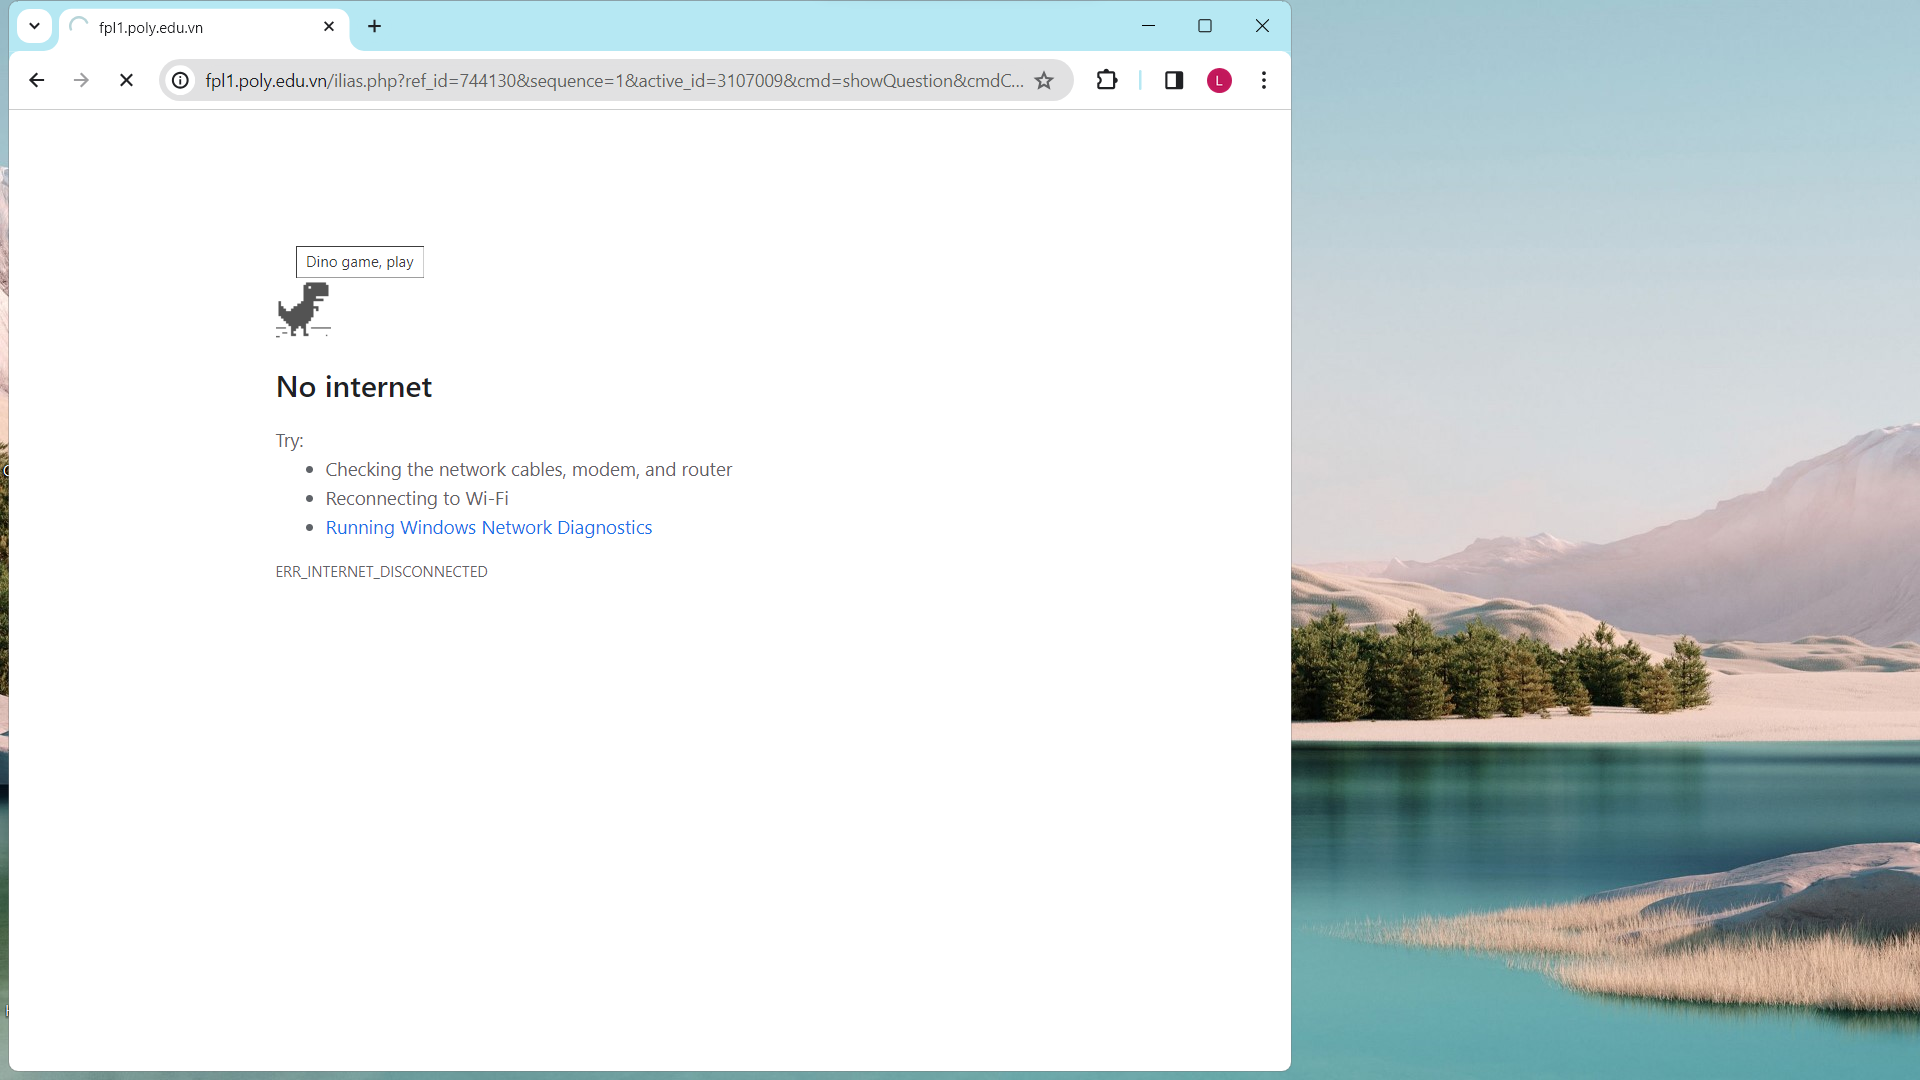 fpl1.poly.edu.vn
fpl1.poly.edu.vn/ilias.php?ref_id=744130&sequence=1&active_id=3107009&cmd=showQuestion&cmdC...
L
Dino game, play
No internet
Try:
Checking the network cables, modem, and router
Reconnecting to Wi-Fi
Running Windows Network Diagnostics
ERR_INTERNET_DISCONNECTED